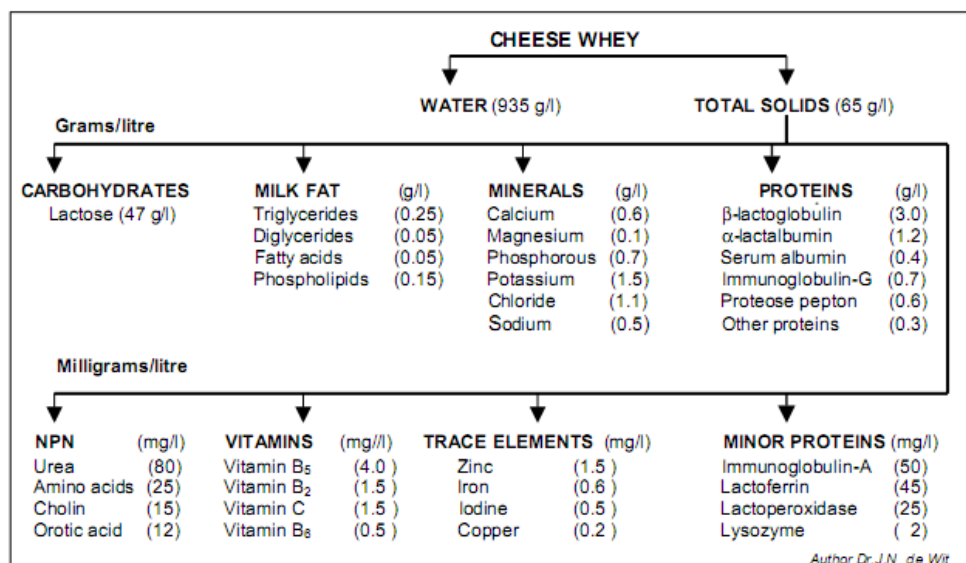 CHEESE WHEY
WATER (935 g/l) TOTAL SOLIDS (65 g/l)
Grams/litre
CARBOHYDRATES MILK FAT (g/l) MINERALS (g/l) PROTEINS (g/l)
Lactose (47 g/l) Triglycerides (0.25) Calcium (0.6) β-lactoglobulin (3.0)
Diglycerides (0.05) Magnesium (0.1) α-lactalbumin (1.2)
Fatty acids (0.05) Phosphorous (0.7) Serum albumin (0.4)
Phospholipids (0.15) Potassium (1.5) Immunoglobulin-G (0.7)
Chloride (1.1) Proteose pepton (0.6)
Sodium (0.5) Other proteins (0.3)
Milligrams/litre
NPN (mg/l) VITAMINS (mg//l) TRACE ELEMENTS (mg/l) MINOR PROTEINS (mg/l)
Urea (80) Vitamin B₅ (4.0 ) Zinc (1.5 ) Immunoglobulin-A (50)
Amino acids (25) Vitamin B₂ (1.5 ) Iron (0.6 ) Lactoferrin (45)
Cholin (15) Vitamin C (1.5 ) Iodine (0.5 ) Lactoperoxidase (25)
Orotic acid (12) Vitamin B₆ (0.5 ) Copper (0.2 ) Lysozyme ( 2)
Author Dr.J.N. de Wit